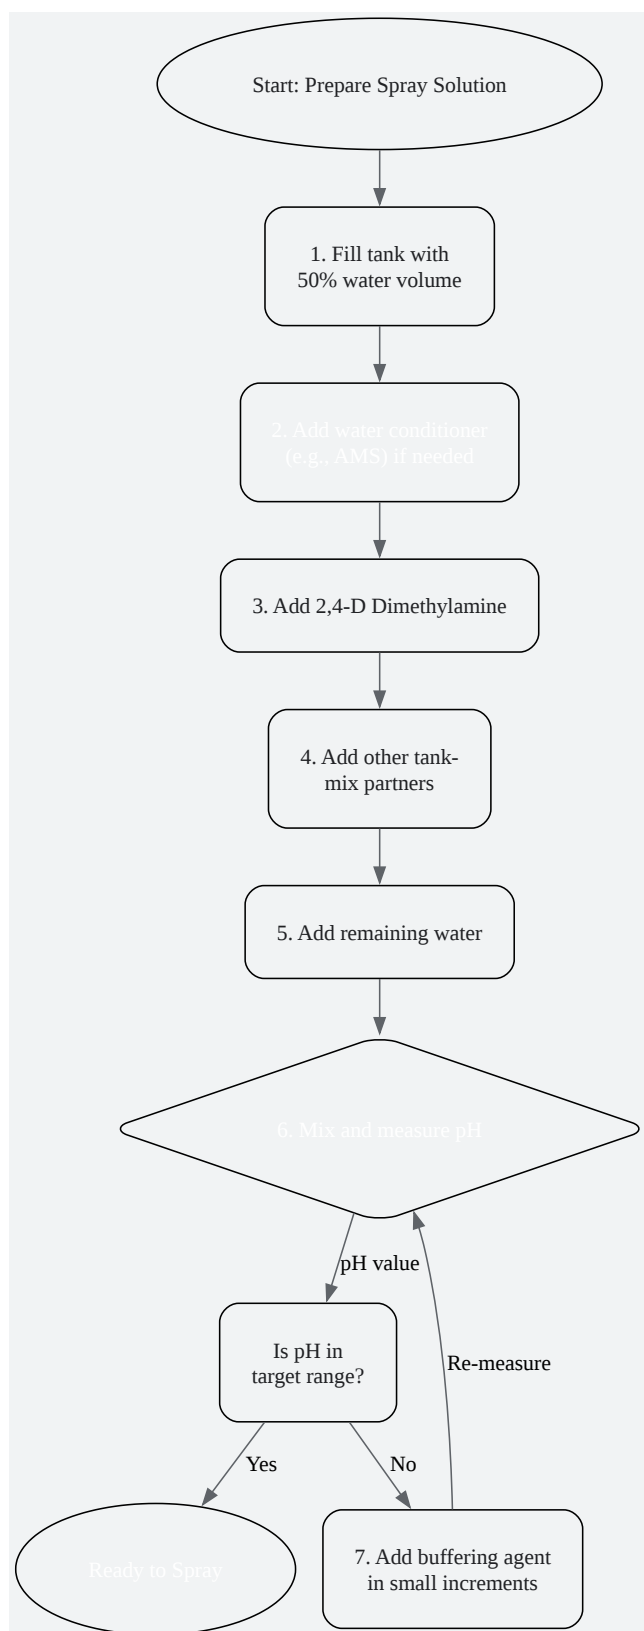 Start: Prepare Spray Solution
1. Fill tank with
50% water volume
2. Add water conditioner
(e.g., AMS) if needed
3. Add 2,4-D Dimethylamine
4. Add other tank-
mix partners
5. Add remaining water
6. Mix and measure pH
pH value
Is pH in
target range?
Re-measure
Yes
No
Ready to Spray
7. Add buffering agent
in small increments